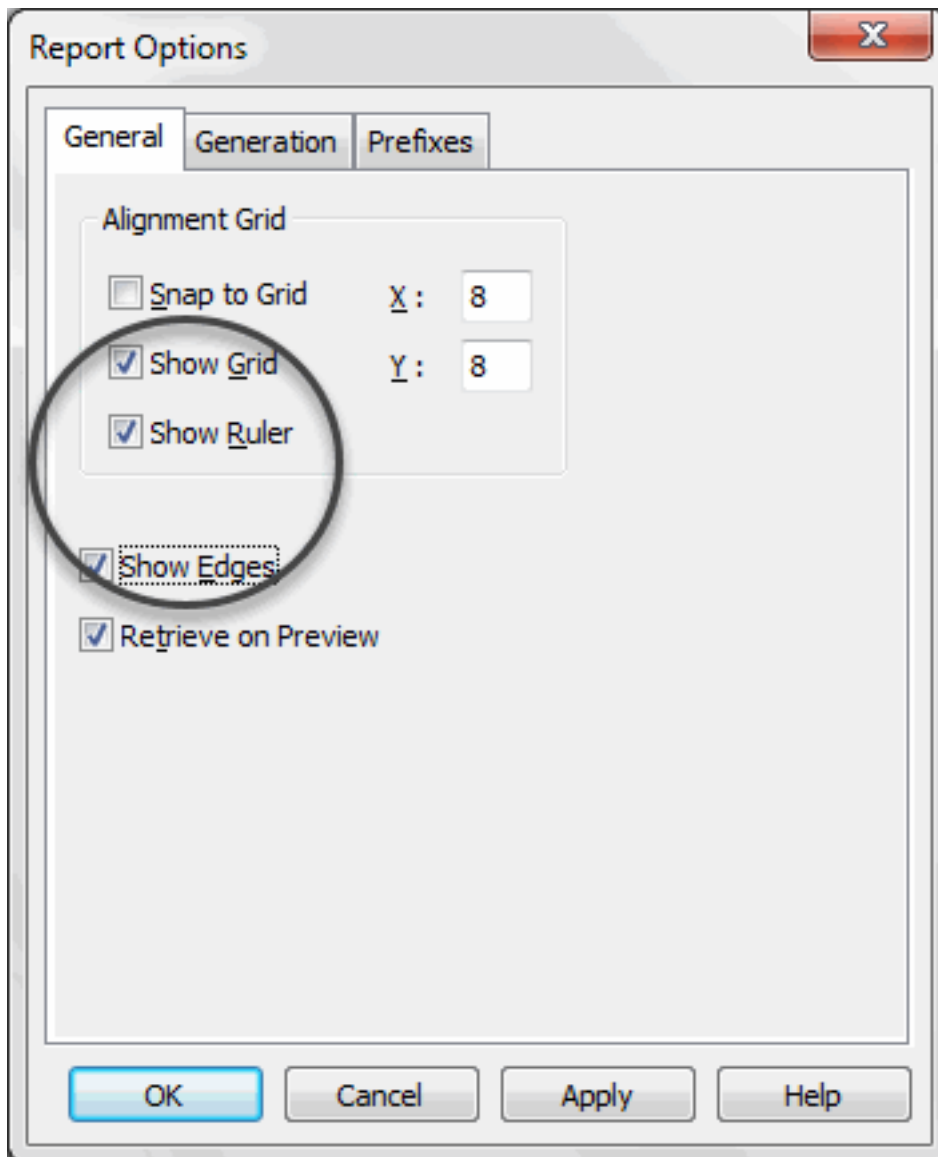 Report Options
General Generation Prefixes
Alignment Grid
Snap to Grid X: 8
Show Grid Y: 8
Show Ruler
Show Edges
Retrieve on Preview
OK Cancel Apply Help